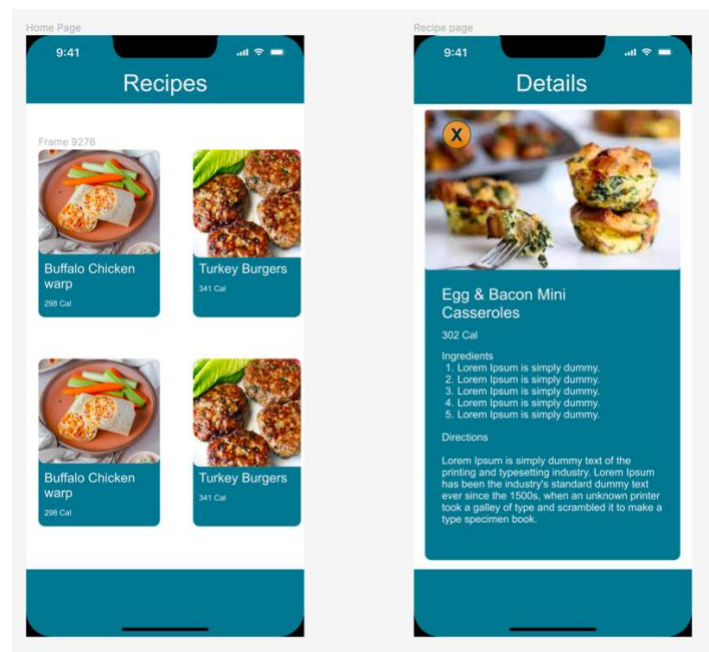 Home Page
9:41
Recipes
Frame 9276
Buffalo Chicken
warp
298 Cal
Turkey Burgers
341 Cal
Buffalo Chicken
warp
298 Cal
Turkey Burgers
341 Cal
Recipe page
9:41
Details
X
Egg & Bacon Mini
Casseroles
302 Cal
Ingredients
1. Lorem Ipsum is simply dummy.
2. Lorem Ipsum is simply dummy.
3. Lorem Ipsum is simply dummy.
4. Lorem Ipsum is simply dummy.
5. Lorem Ipsum is simply dummy.
Directions
Lorem Ipsum is simply dummy text of the
printing and typesetting industry. Lorem Ipsum
has been the industry's standard dummy text
ever since the 1500s, when an unknown printer
took a galley of type and scrambled it to make a
type specimen book.